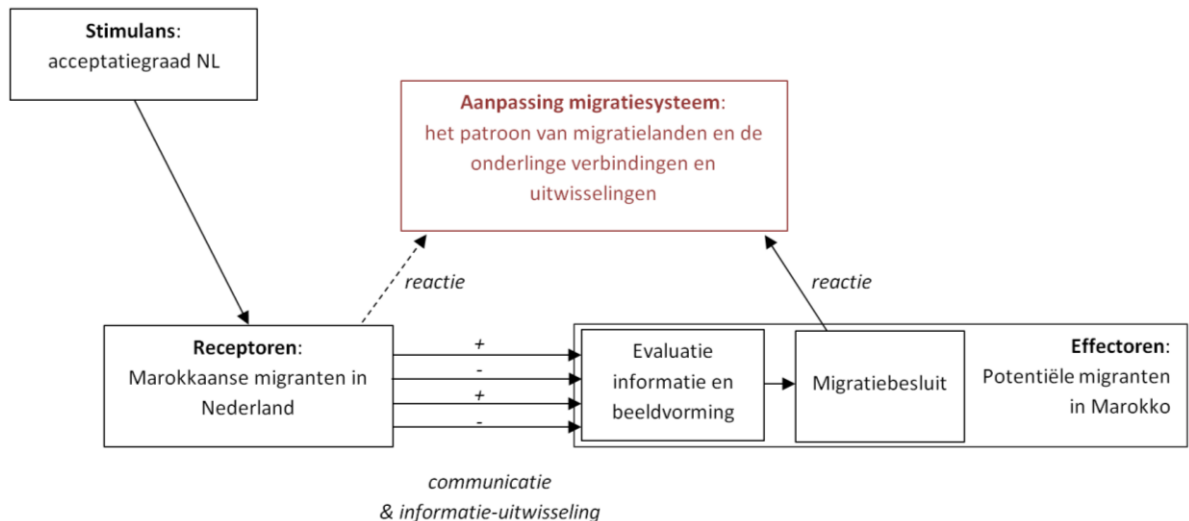 Stimulans:
acceptatiegraad NL
Aanpassing migratiesysteem:
het patroon van migratielanden en de
onderlinge verbindingen en
uitwisselingen
reactie
reactie
Receptoren:
Marokkaanse migranten in
Nederland
+
-
+
-
Evaluatie
informatie en
beeldvorming
Migratiebesluit
Effectoren:
Potentiële migranten
in Marokko
communicatie
& informatie-uitwisseling